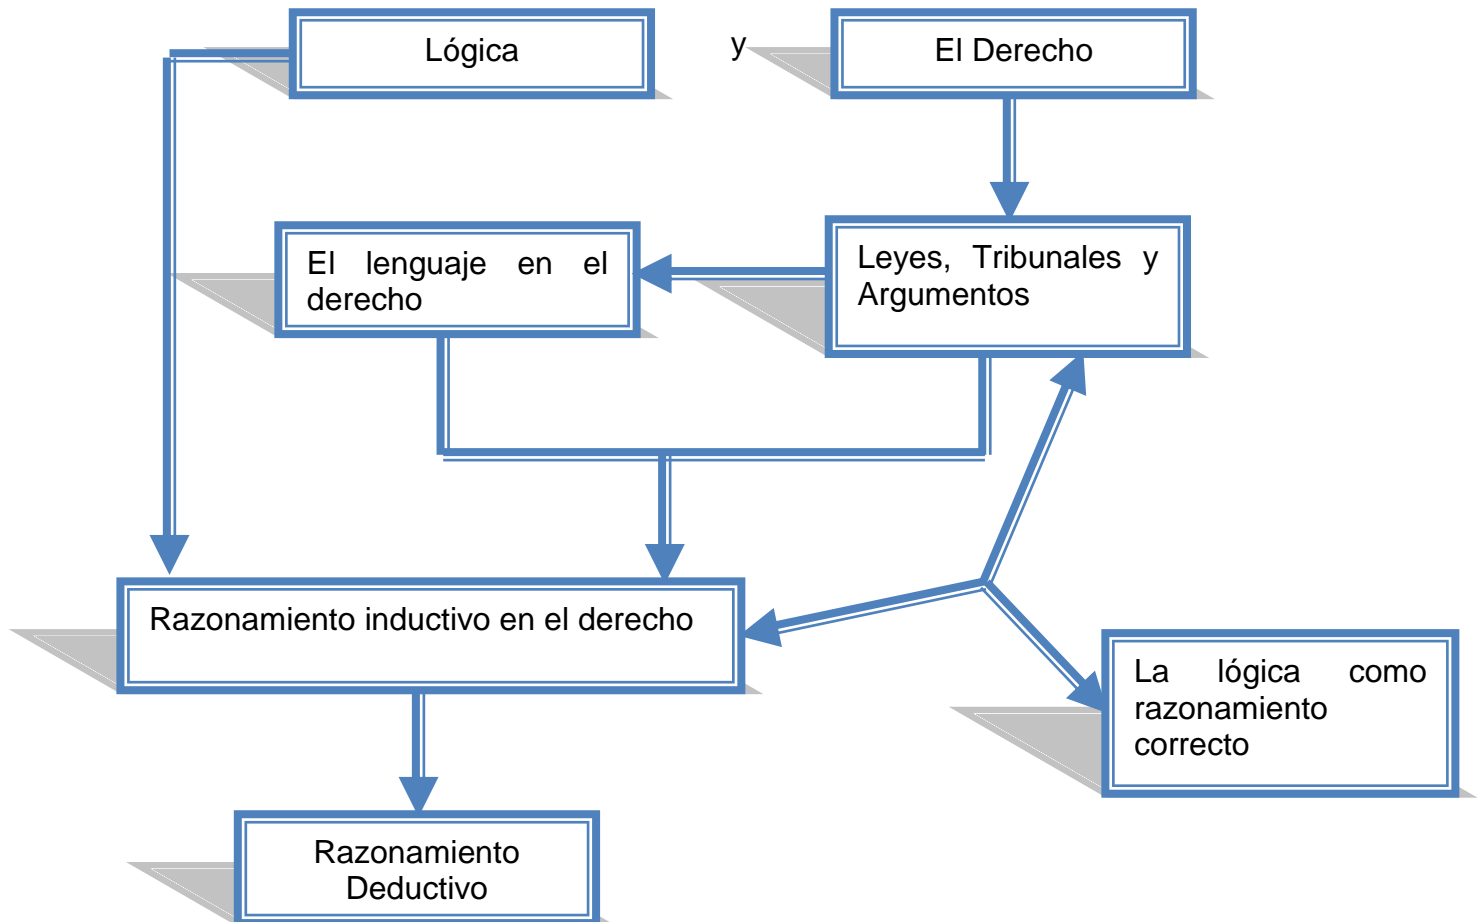 Lógica
y
El Derecho
El lenguaje en el
derecho
Leyes, Tribunales y
Argumentos
Razonamiento inductivo en el derecho
La lógica como
razonamiento
correcto
Razonamiento
Deductivo